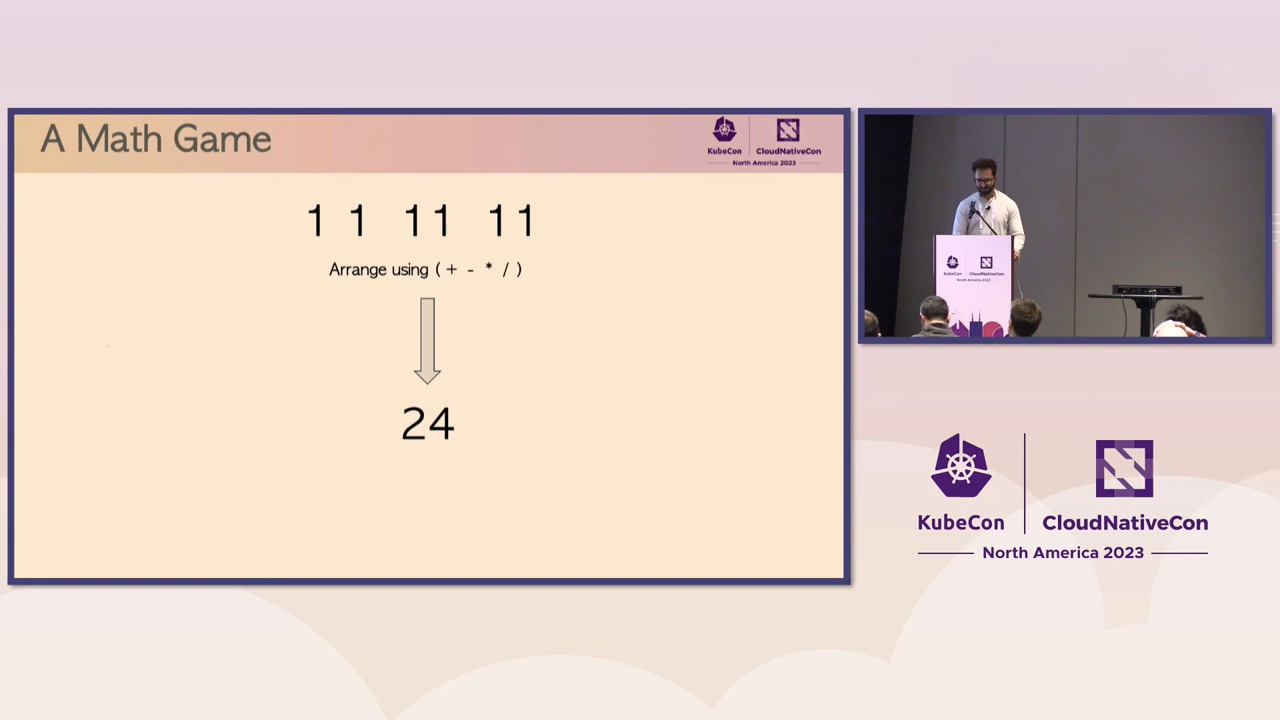 A Math Game
KubeCon
CloudNativeCon
North America 2023
1 1 11 11
Arrange using ( + - * / )
24
KubeCon
CloudNativeCon
North America 2023
KubeCon
CloudNativeCon
North America 2023